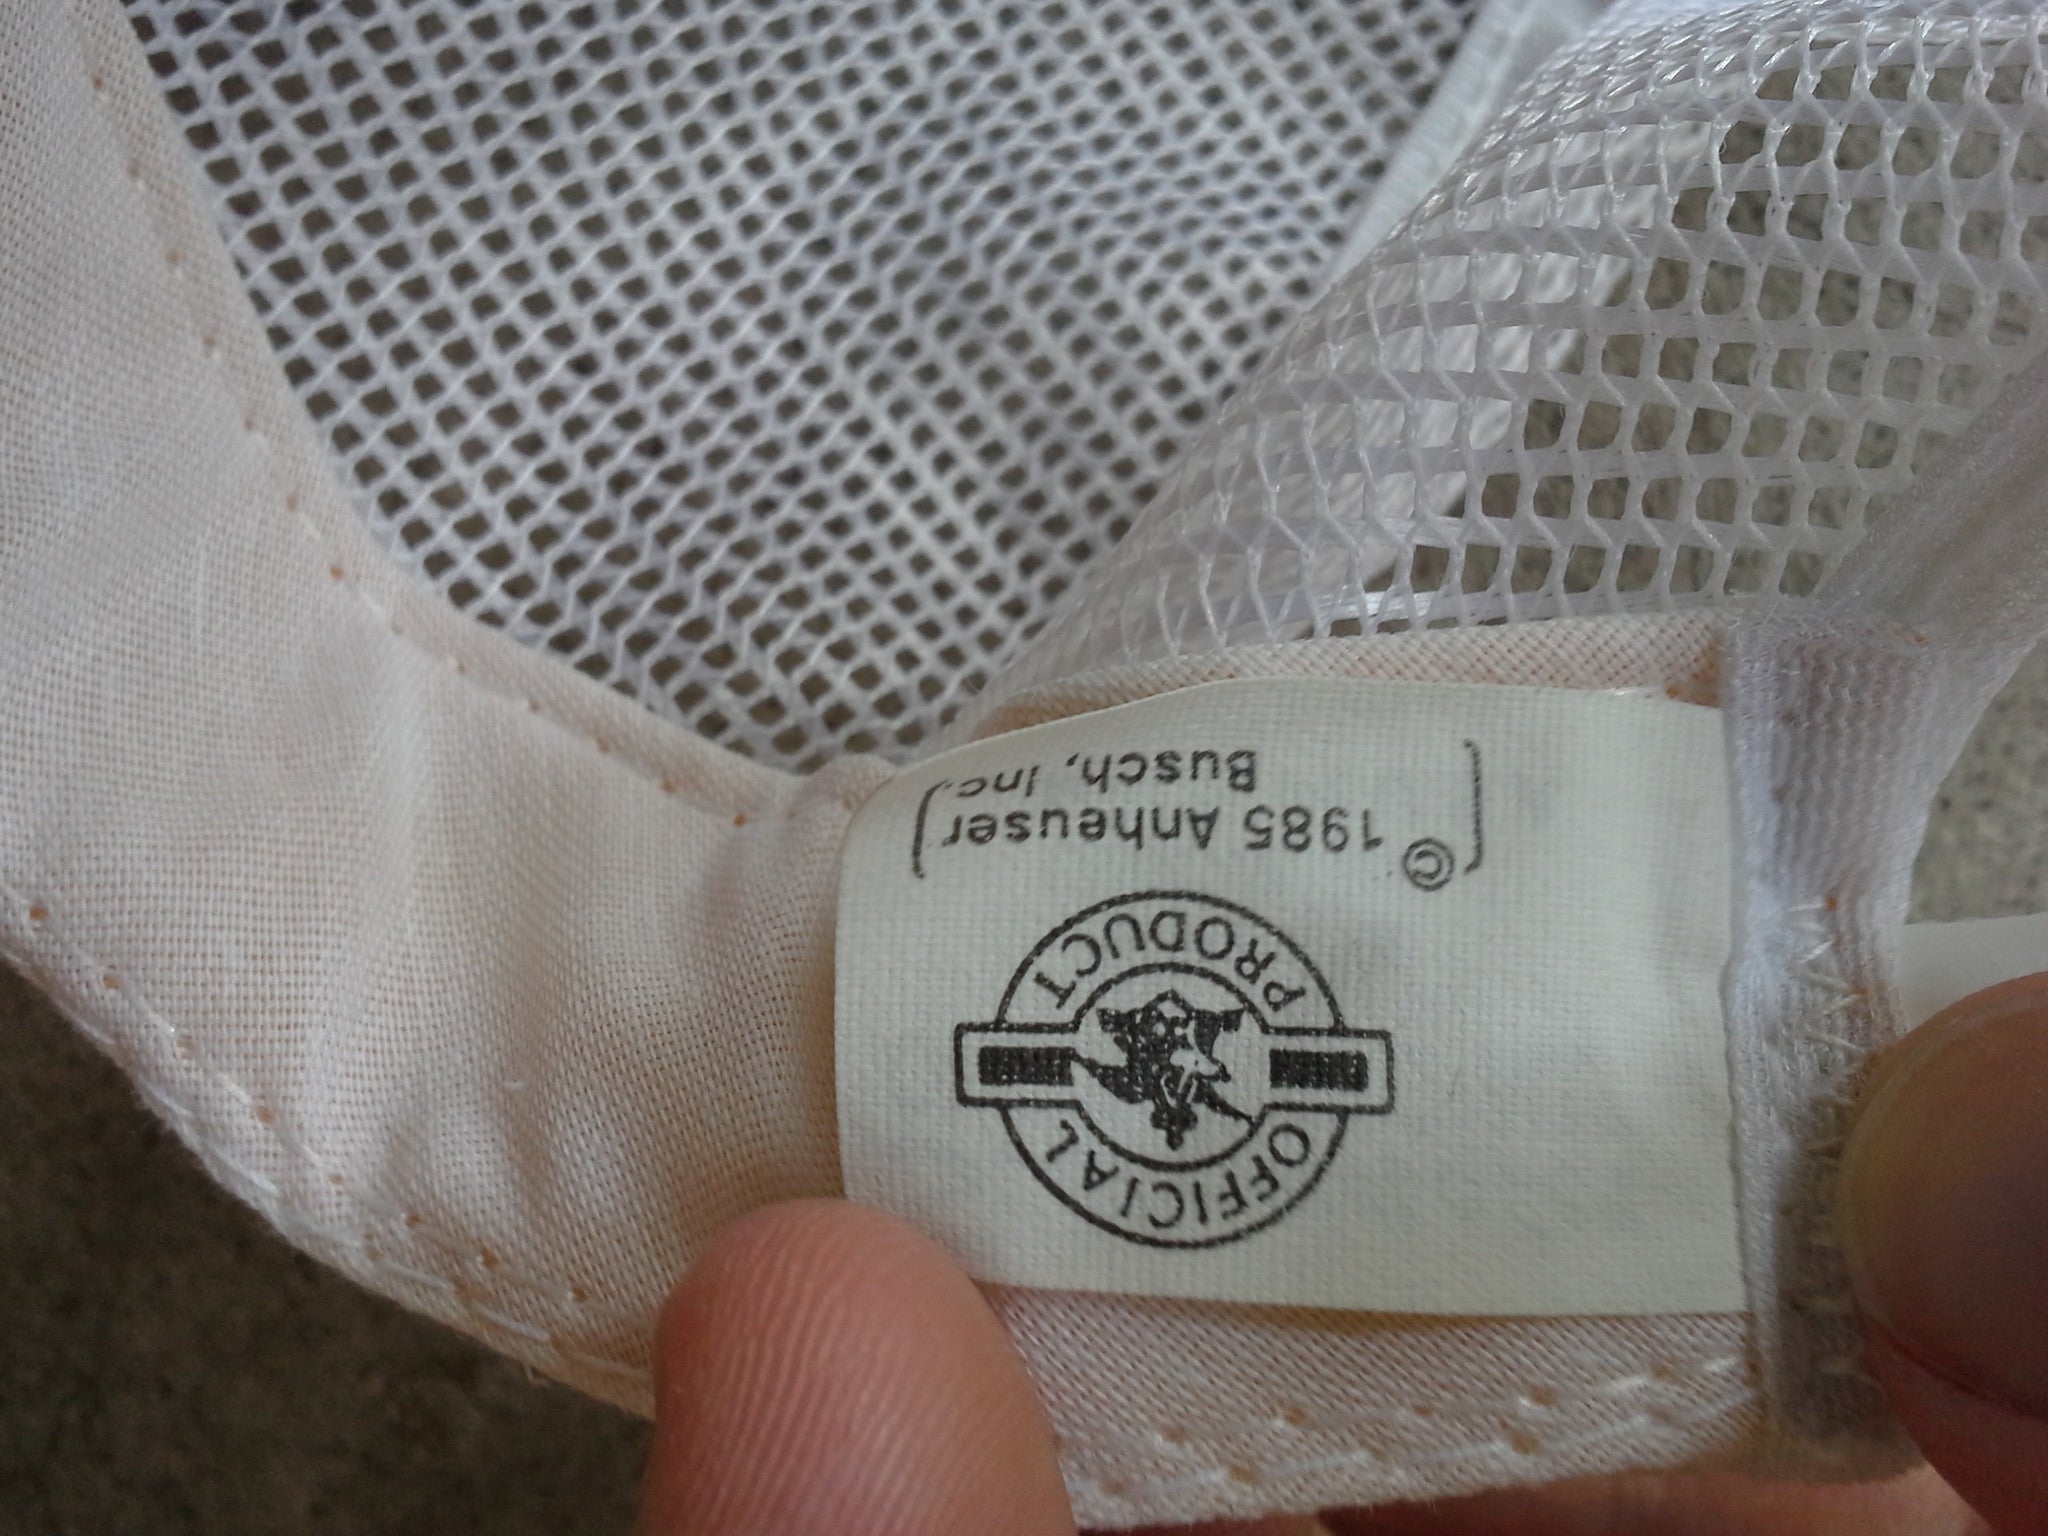 OFFICIAL
PRODUCT
© 1985 Anheuser
Busch, Inc.